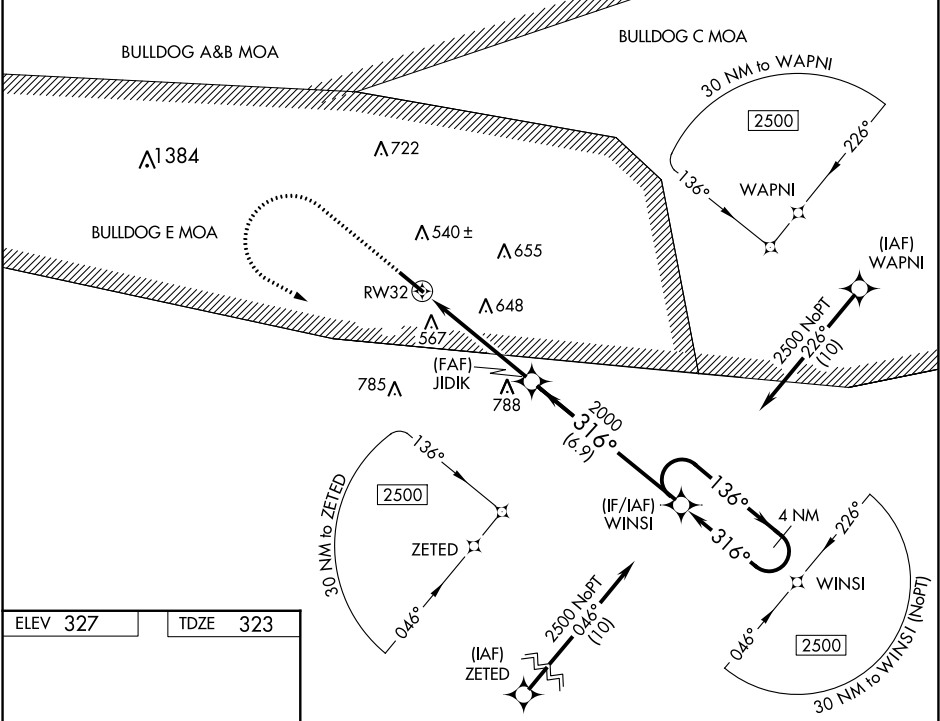 BULLDOG A&B MOA
BULLDOG C MOA
30 NM to WAPNI
2500
226°
136°
WAPNI
1384
722
BULLDOG E MOA
540 ±
655
(IAF)
WAPNI
RW32
648
567
2500 NoPT
226°
(10)
(FAF)
JIDIK
785
788
2000
316°
(6.9)
136°
30 NM to ZETED
2500
ZETED
046°
(IF/IAF)
WINSI
136°
4 NM
316°
226°
WINSI
046°
2500
30 NM to WINSI (NoPT)
2500 NoPT
046°
(10)
(IAF)
ZETED
ELEV 327
TDZE 323